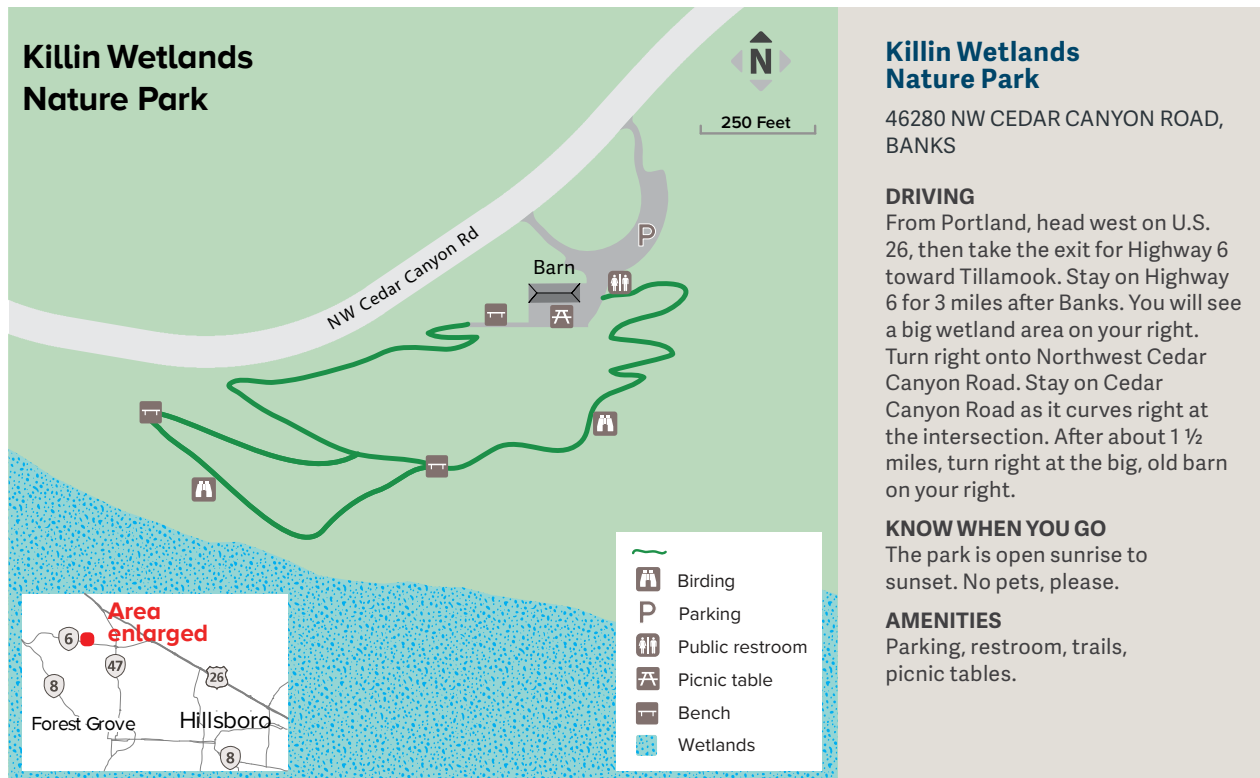 Killin Wetlands
Nature Park
N
250 Feet
NW Cedar Canyon Rd
P
Barn
Birding
P
Parking
Public restroom
Picnic table
Bench
Wetlands
Area
enlarged
6
47
26
8
Forest Grove
Hillsboro
8
Killin Wetlands
Nature Park
46280 NW CEDAR CANYON ROAD,
BANKS
DRIVING
From Portland, head west on U.S.
26, then take the exit for Highway 6
toward Tillamook. Stay on Highway
6 for 3 miles after Banks. You will see
a big wetland area on your right.
Turn right onto Northwest Cedar
Canyon Road. Stay on Cedar
Canyon Road as it curves right at
the intersection. After about 1 ½
miles, turn right at the big, old barn
on your right.
KNOW WHEN YOU GO
The park is open sunrise to
sunset. No pets, please.
AMENITIES
Parking, restroom, trails,
picnic tables.